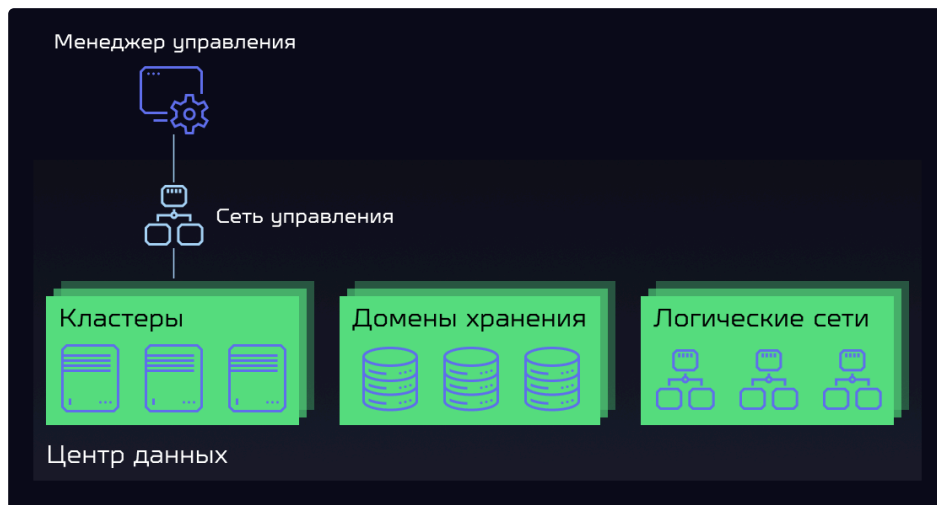 Менеджер управления
Сеть управления
Кластеры
Домены хранения
Логические сети
Центр данных